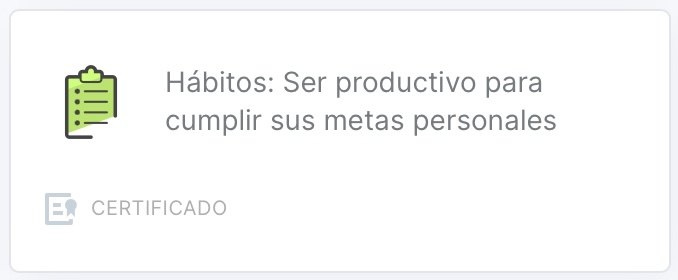 Hábitos: Ser productivo para
cumplir sus metas personales
CERTIFICADO